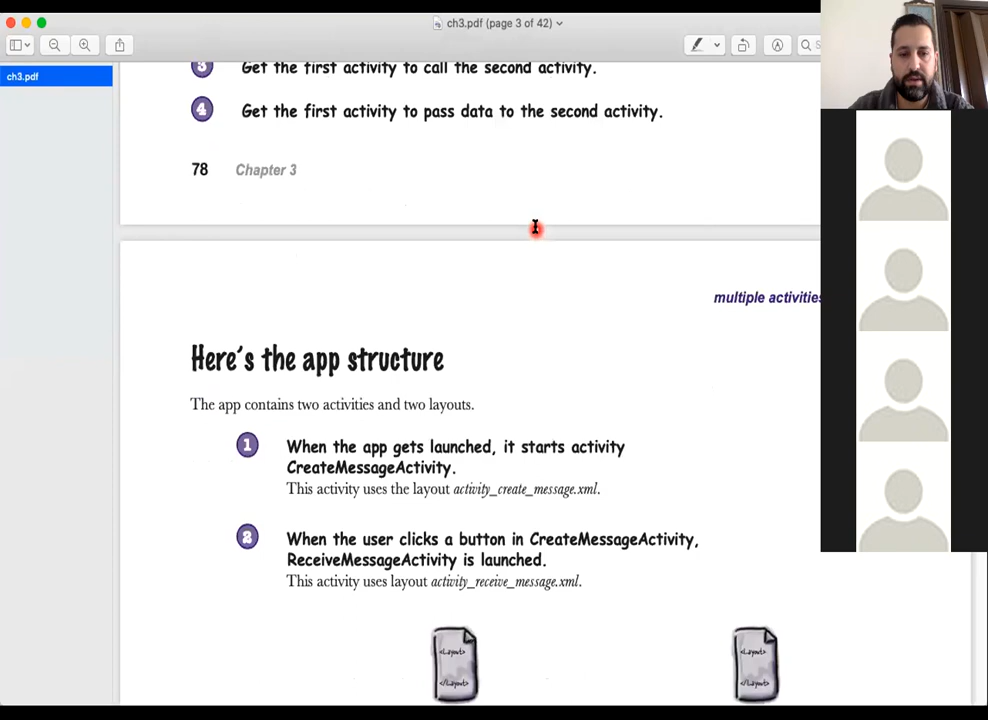 ch3.pdf (page 3 of 42)
ch3.pdf
3 Get the first activity to call the second activity.
4 Get the first activity to pass data to the second activity.
78 Chapter 3
multiple activities
Here's the app structure
The app contains two activities and two layouts.
1 When the app gets launched, it starts activity
CreateMessageActivity.
This activity uses the layout activity_create_message.xml.
2 When the user clicks a button in CreateMessageActivity,
ReceiveMessageActivity is launched.
This activity uses layout activity_receive_message.xml.
<Layout> <Layout>
</Layout> </Layout>